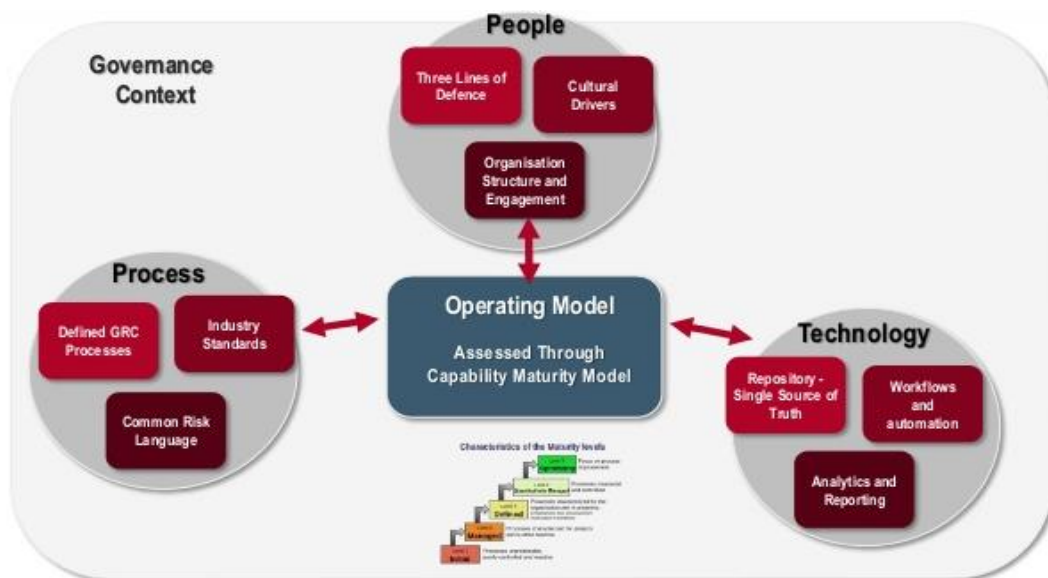 People
Governance
Context
Three Lines of
Defence
Cultural
Drivers
Organisation
Structure and
Engagement
Process
Defined GRC
Processes
Industry
Standards
Common Risk
Language
Operating Model
Assessed Through
Capability Maturity Model
Technology
Repository -
Single Source of
Truth
Workflows
and
automation
Analytics and
Reporting
Characteristics of the Maturity levels
Managed
Defined